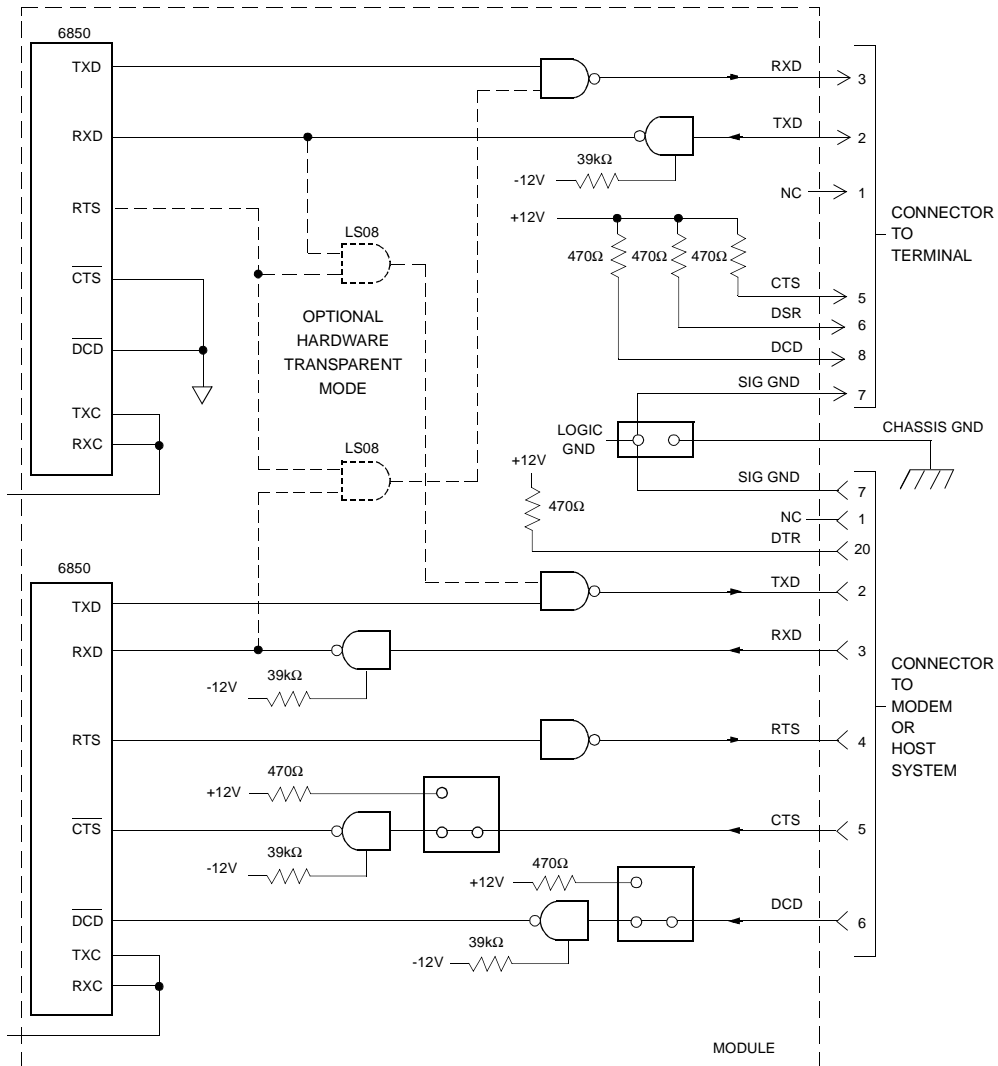 6850
TXD
RXD
3
RXD
TXD
2
39kΩ
-12V
NC
1
RTS
+12V
CONNECTOR
TO
TERMINAL
LS08
470Ω
470Ω
470Ω
CTS
CTS
5
OPTIONAL
HARDWARE
TRANSPARENT
MODE
DSR
6
DCD
DCD
8
SIG GND
7
TXC
RXC
LOGIC
GND
CHASSIS GND
LS08
+12V
SIG GND
7
470Ω
NC
1
DTR
20
6850
TXD
TXD
2
RXD
RXD
3
39kΩ
-12V
CONNECTOR
TO
MODEM
OR
HOST
SYSTEM
RTS
RTS
4
470Ω
+12V
CTS
CTS
5
39kΩ
-12V
470Ω
+12V
DCD
DCD
6
39kΩ
-12V
TXC
RXC
MODULE